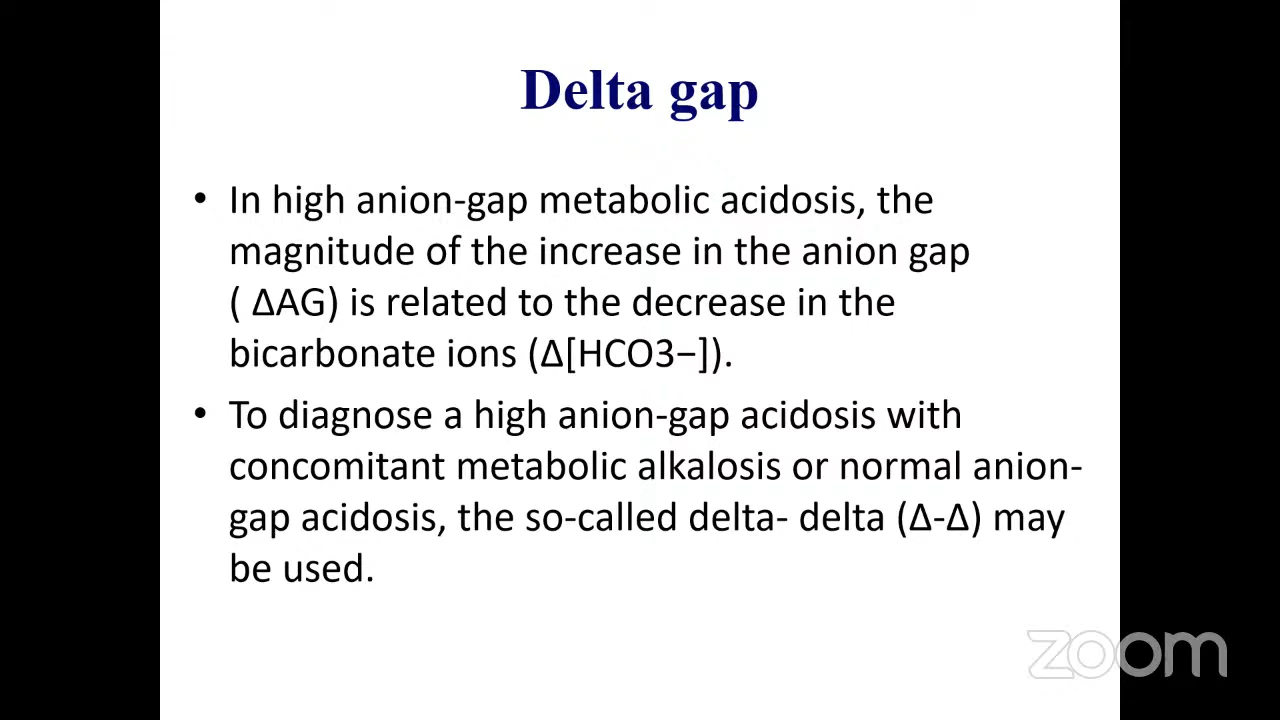 Delta gap
• In high anion-gap metabolic acidosis, the
magnitude of the increase in the anion gap
( ΔAG) is related to the decrease in the
bicarbonate ions (Δ[HCO3−]).
• To diagnose a high anion-gap acidosis with
concomitant metabolic alkalosis or normal anion-
gap acidosis, the so-called delta- delta (Δ-Δ) may
be used.
zoom